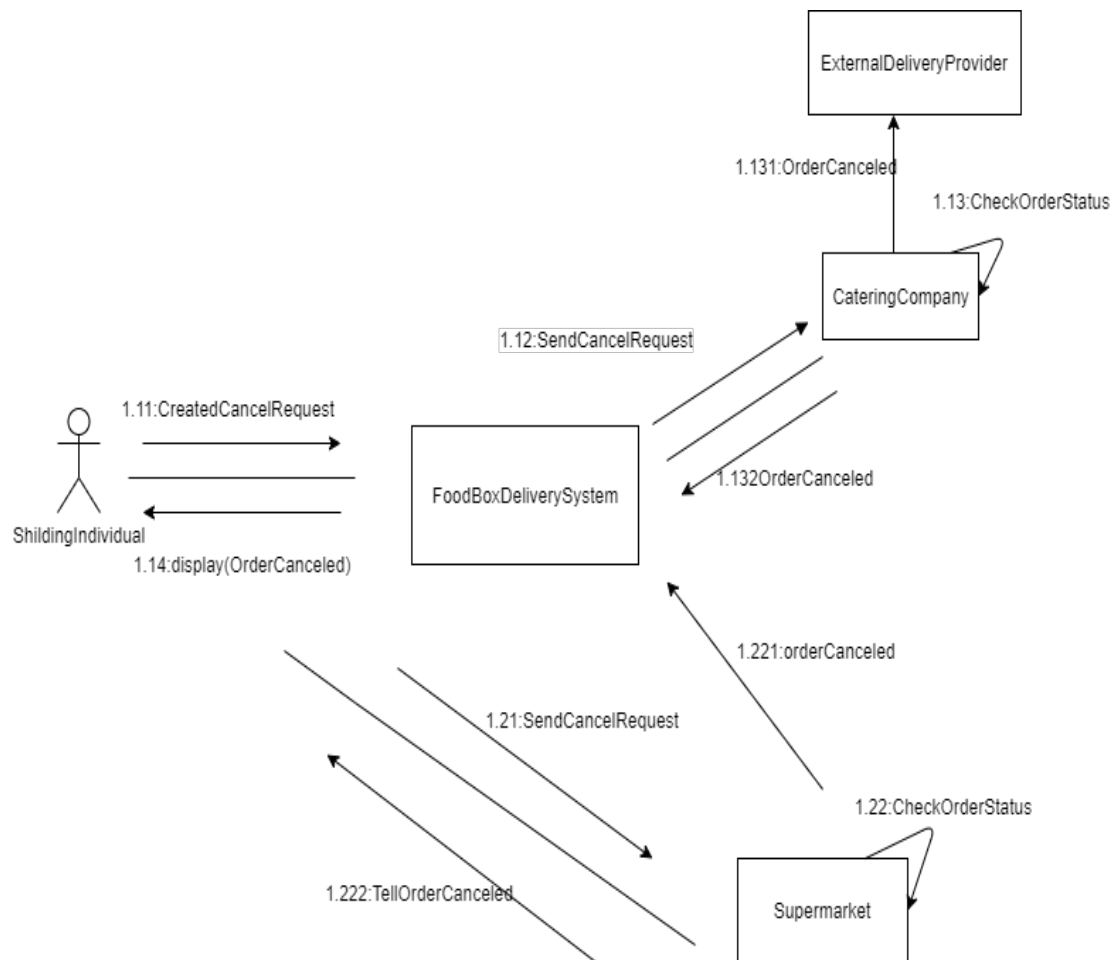 ExternalDeliveryProvider
1.131:OrderCanceled
1.13:CheckOrderStatus
CateringCompany
1.12:SendCancelRequest
1.11:CreatedCancelRequest
1.132OrderCanceled
FoodBoxDeliverySystem
ShildingIndividual
1.14:display(OrderCanceled)
1.221:orderCanceled
1.21:SendCancelRequest
1.22:CheckOrderStatus
1.222:TellOrderCanceled
Supermarket